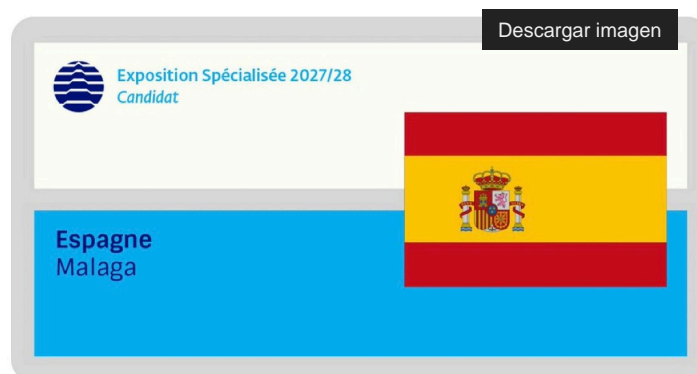 Descargar imagen
Exposition Spécialisée 2027/28
Candidat
Espagne
Malaga